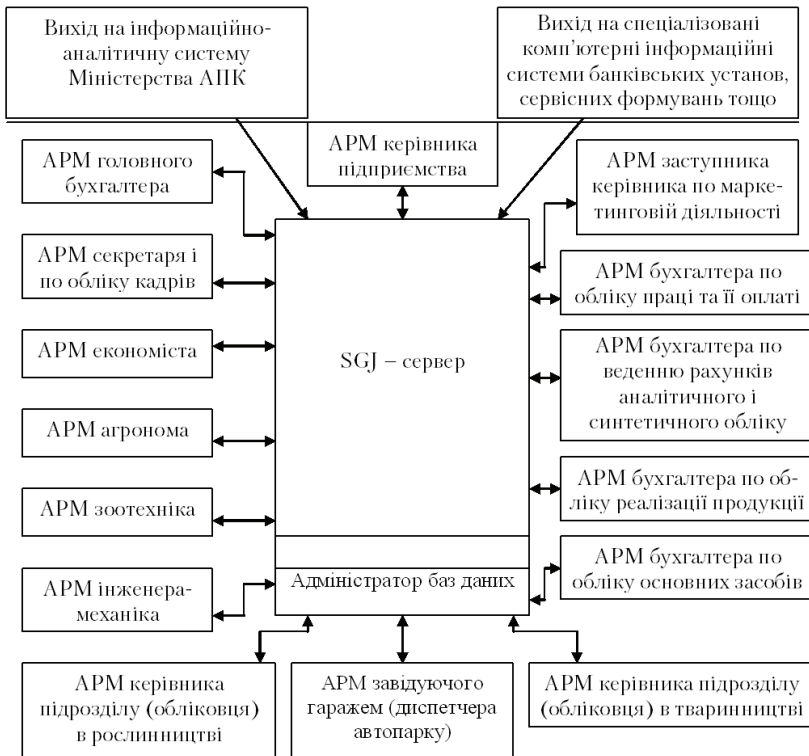 Вихід на інформаційно-
аналітичну систему
Міністерства АПК
Вихід на спеціалізовані
комп’ютерні інформаційні
системи банківських установ,
сервісних формувань тощо
АРМ керівника
підприємства
АРМ головного
бухгалтера
АРМ секретаря і
по обліку кадрів
АРМ економіста
АРМ агронома
АРМ зоотехніка
АРМ інженера-
механіка
SGJ – сервер
Адміністратор баз даних
АРМ заступника
керівника по марке-
тинговій діяльності
АРМ бухгалтера по
обліку праці та її оплаті
АРМ бухгалтера по
веденню рахунків
аналітичного і
синтетичного обліку
АРМ бухгалтера по об-
ліку реалізації продукції
АРМ бухгалтера по
обліку основних засобів
АРМ керівника
підрозділу (обліковця)
в рослинництві
АРМ завідуючого
гаражем (диспетчера
автопарку)
АРМ керівника підрозділу
(обліковця) в тваринництві